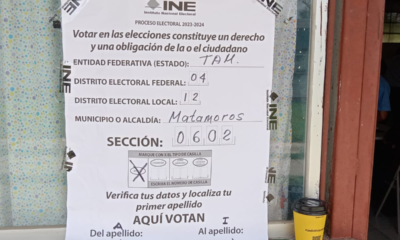 INE
Instituto Nacional Electoral
PROCESO ELECTORAL 2023-2024
Votar en las elecciones constituye un derecho
y una obligación de la o el ciudadano
ENTIDAD FEDERATIVA (ESTADO): TAM.
DISTRITO ELECTORAL FEDERAL: 04
DISTRITO ELECTORAL LOCAL: 12
MUNICIPIO O ALCALDÍA: Matamoros
SECCIÓN: 0602
Verifica tus datos y localiza tu
primer apellido
AQUÍ VOTAN
A I
Del apellido: Al apellido:
INE
INE
INE
INE